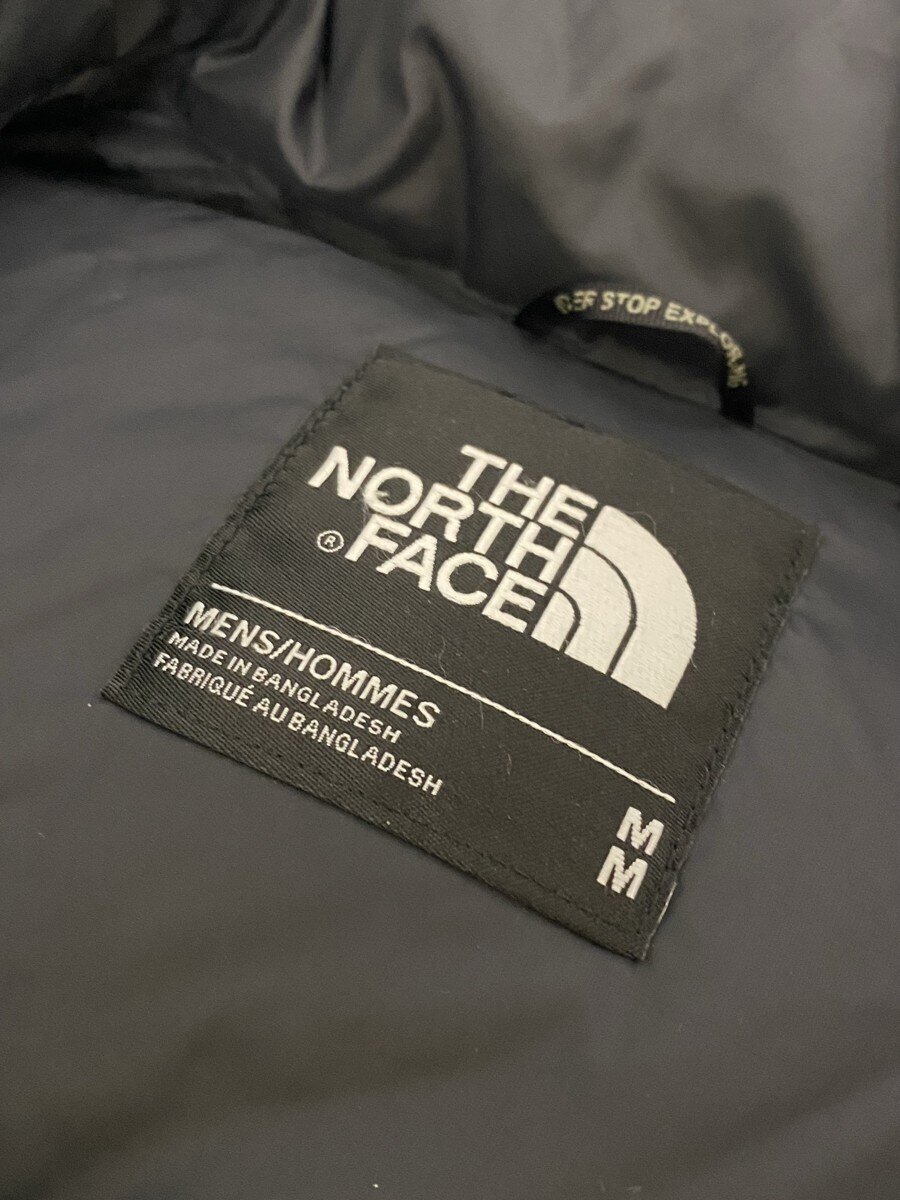 STOP EXPLORING
THE
NORTH
FACE
®
MENS/HOMMES
MADE IN BANGLADESH
FABRIQUÉ AU BANGLADESH
M
M